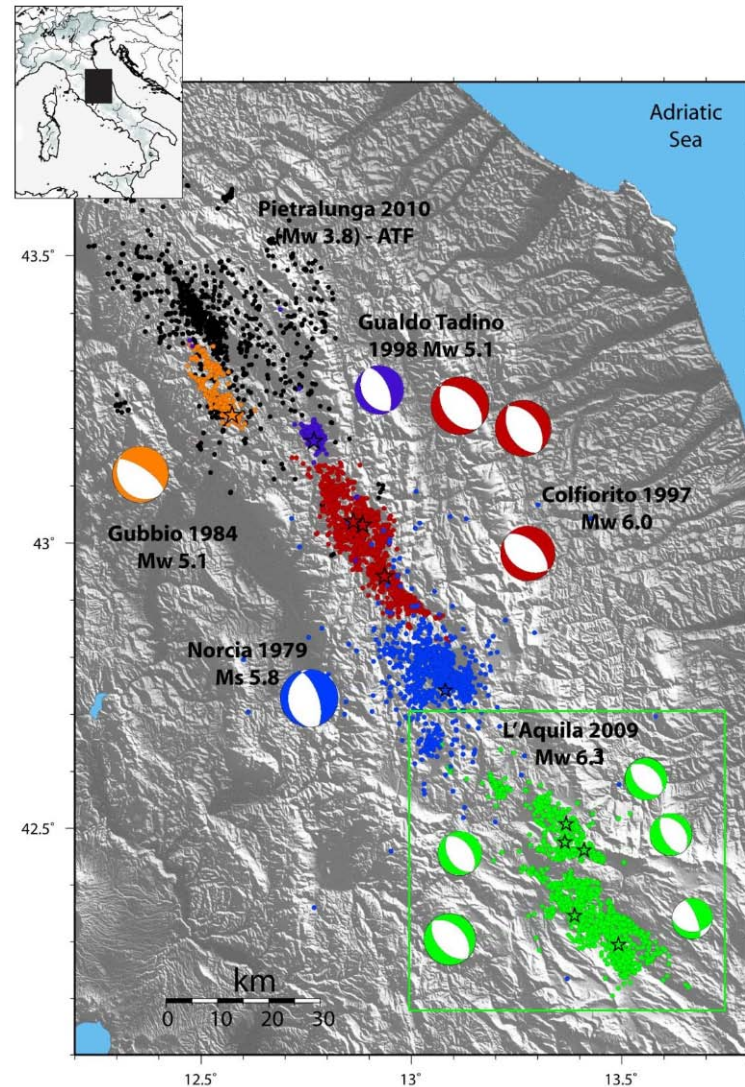 Adriatic
Sea
Pietralunga 2010
(Mw 3.8) - ATF
43.5°
Gualdo Tadino
1998 Mw 5.1
Colfiorito 1997
Mw 6.0
Gubbio 1984
Mw 5.1
43°
Norcia 1979
Ms 5.8
L'Aquila 2009
Mw 6.3
42.5°
km
0 10 20 30
12.5° 13° 13.5°